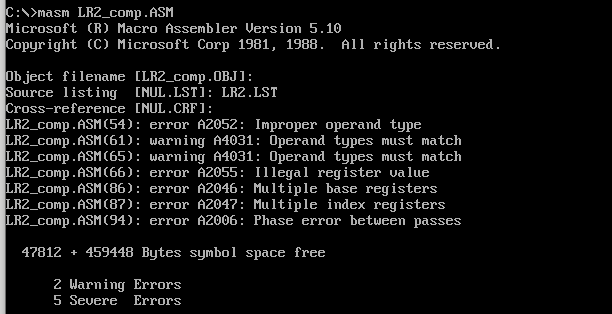 C:\>masm LR2_comp.ASM
Microsoft (R) Macro Assembler Version 5.10
Copyright (C) Microsoft Corp 1981, 1988.  All rights reserved.

Object filename [LR2_comp.OBJ]:
Source listing  [NUL.LST]: LR2.LST
Cross-reference [NUL.CRF]:
LR2_comp.ASM(54): error A2052: Improper operand type
LR2_comp.ASM(61): warning A4031: Operand types must match
LR2_comp.ASM(65): warning A4031: Operand types must match
LR2_comp.ASM(66): error A2055: Illegal register value
LR2_comp.ASM(86): error A2046: Multiple base registers
LR2_comp.ASM(87): error A2047: Multiple index registers
LR2_comp.ASM(94): error A2006: Phase error between passes

  47812 + 459448 Bytes symbol space free

      2 Warning Errors
      5 Severe  Errors